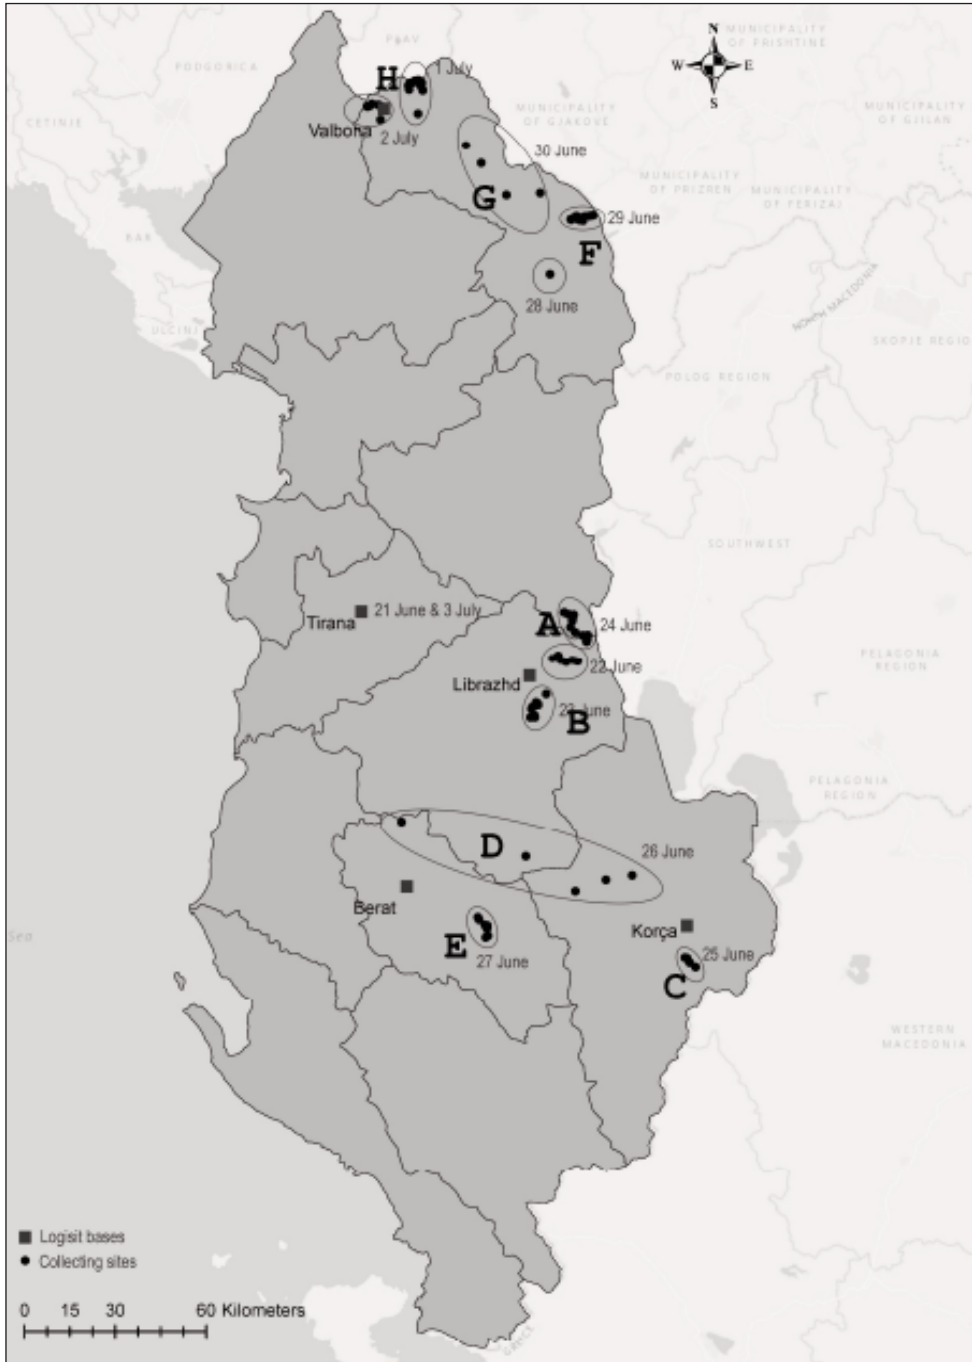 N
W
E
S
MUNICIPALITY
OF PRISHTINE
PODGORICA
H
1 July
CETINJE
Valbona
2 July
MUNICIPALITY
OF GJAKOVË
MUNICIPALITY
OF GJILAN
30 June
MUNICIPALITY
OF PRIZREN
MUNICIPALITY
OF FERIZAJ
G
29 June
BAR
F
28 June
NORTH MACEDONIA
ULCINJ
SKOPJE REGION
POLOG REGION
SOUTHWEST
Tirana
21 June & 3 July
A
24 June
22 June
PELAGONIA
REGION
Librazhd
23 June
B
PELAGONIA
REGION
D
26 June
Berat
Korça
Sea
E
27 June
25 June
C
WESTERN
MACEDONIA
Logisit bases
Collecting sites
0 15 30 60 Kilometers
GREECE